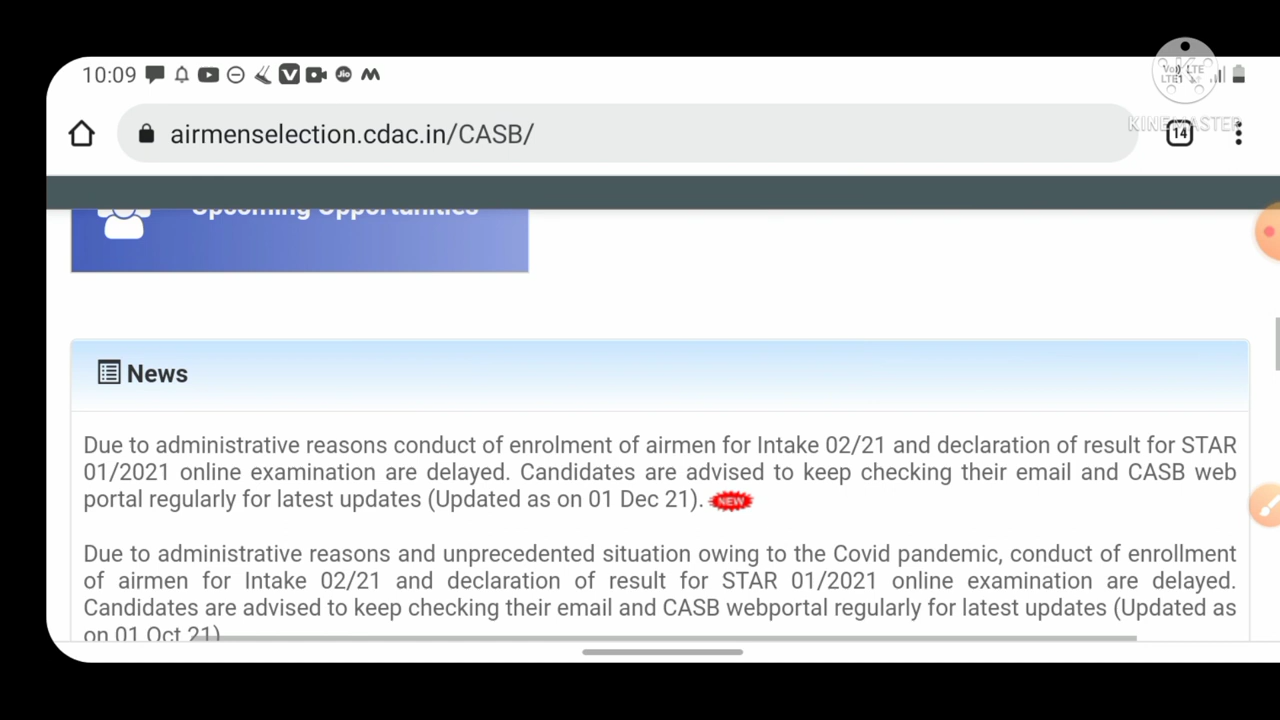 10:09
Vo) LTE
LTE1
KINEMASTER
airmenselection.cdac.in/CASB/
14
Upcoming Opportunities
News
Due to administrative reasons conduct of enrolment of airmen for Intake 02/21 and declaration of result for STAR
01/2021 online examination are delayed. Candidates are advised to keep checking their email and CASB web
portal regularly for latest updates (Updated as on 01 Dec 21). NEW
Due to administrative reasons and unprecedented situation owing to the Covid pandemic, conduct of enrollment
of airmen for Intake 02/21 and declaration of result for STAR 01/2021 online examination are delayed.
Candidates are advised to keep checking their email and CASB webportal regularly for latest updates (Updated as
on 01 Oct 21)